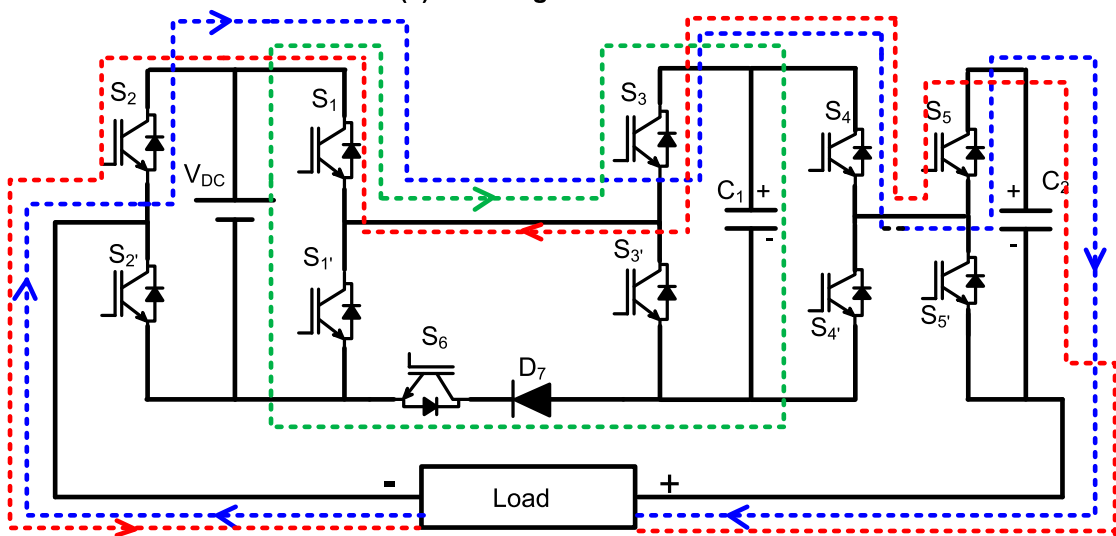 S2
S1
S3
S4
S5
VDC
C1
+
-
+
C2
-
S2'
S1'
S3'
S4'
S5'
S6
D7
-
Load
+